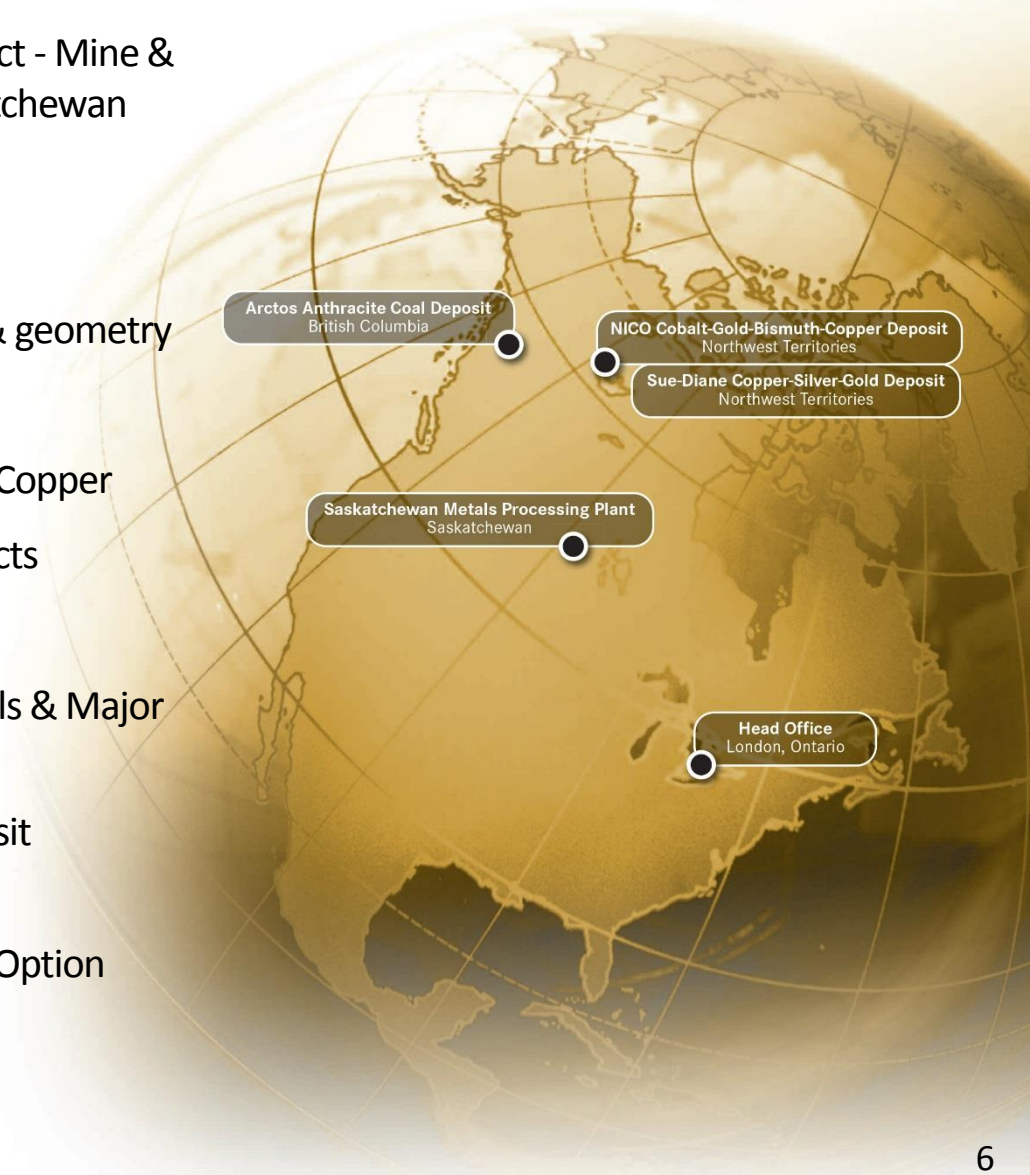 ct - Mine &
tchewan
& geometry
Copper
cts
ls & Major
sit
Option
Arctos Anthracite Coal Deposit
British Columbia
NICO Cobalt-Gold-Bismuth-Copper Deposit
Northwest Territories
Sue-Diane Copper-Silver-Gold Deposit
Northwest Territories
Saskatchewan Metals Processing Plant
Saskatchewan
Head Office
London, Ontario
6